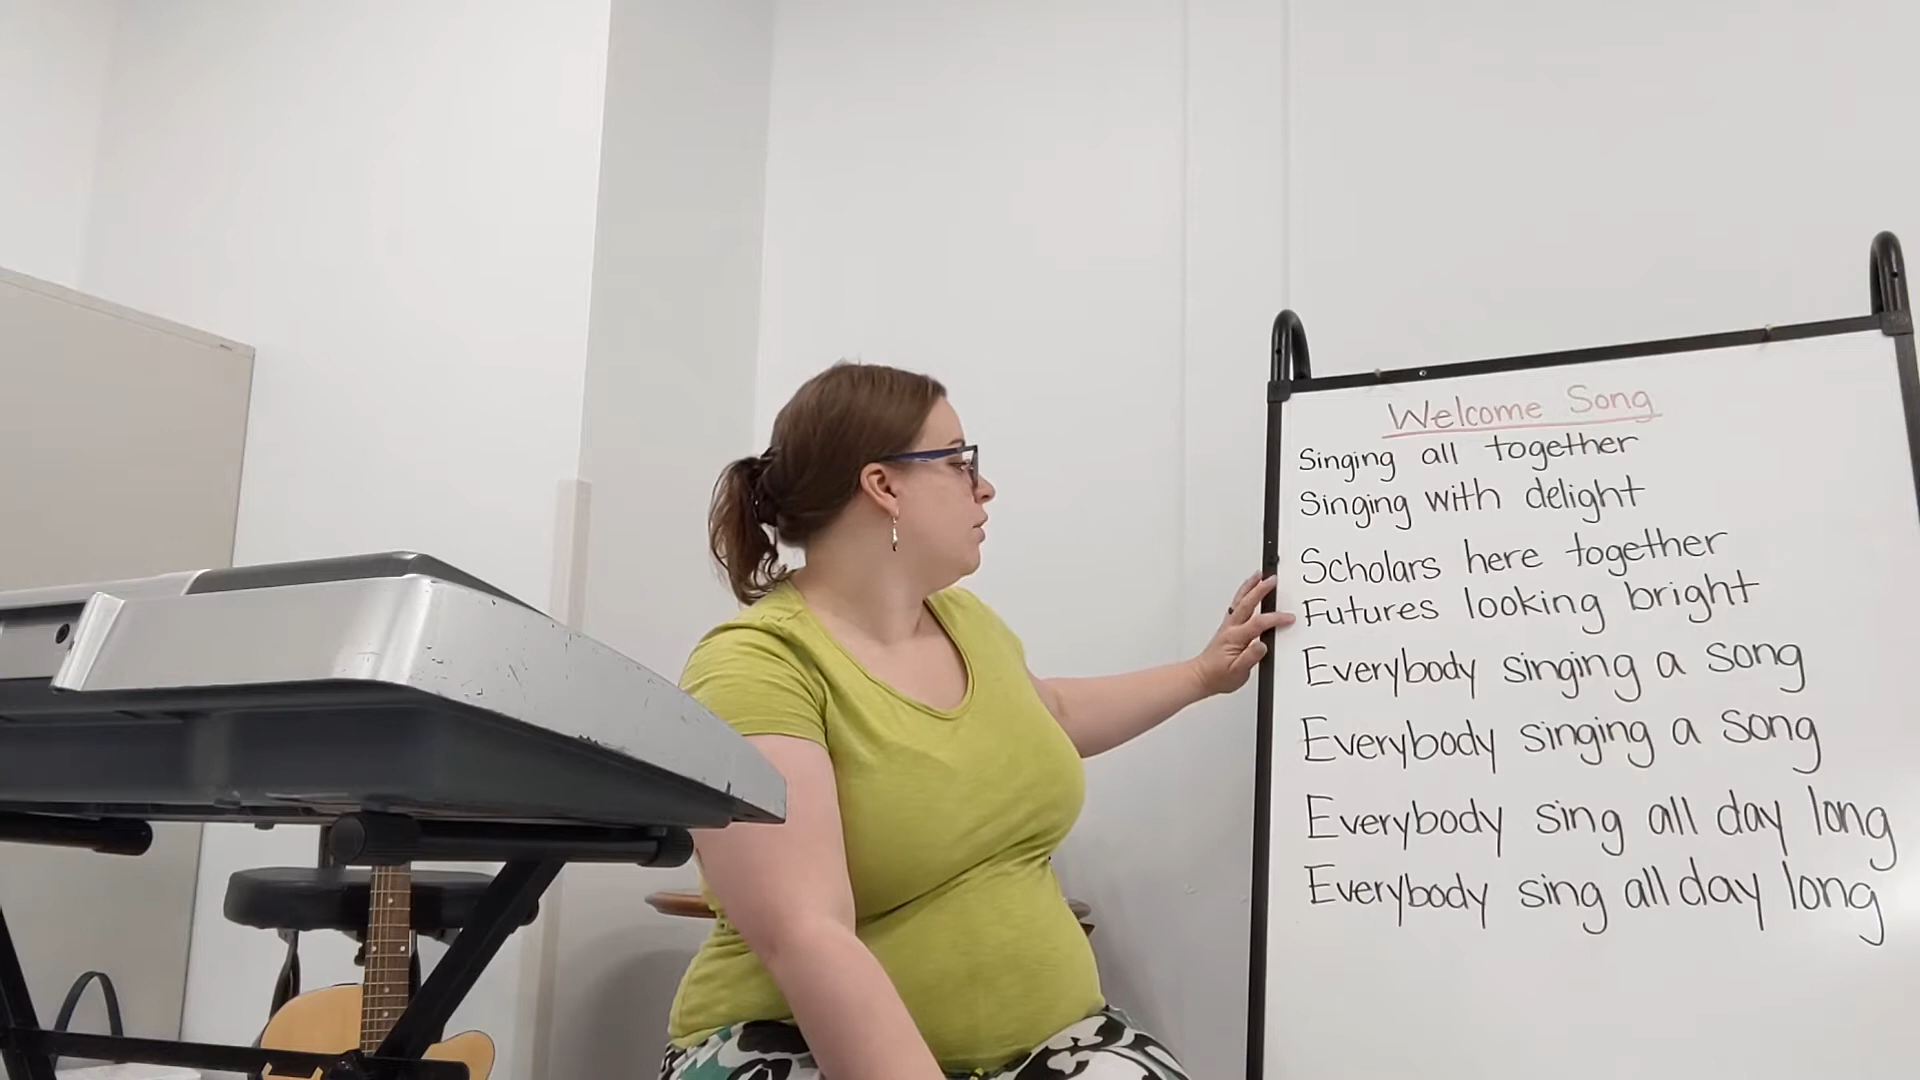 Welcome Song
Singing all together
Singing with delight
Scholars here together
Futures looking bright
Everybody singing a song
Everybody singing a song
Everybody sing all day long
Everybody sing all day long